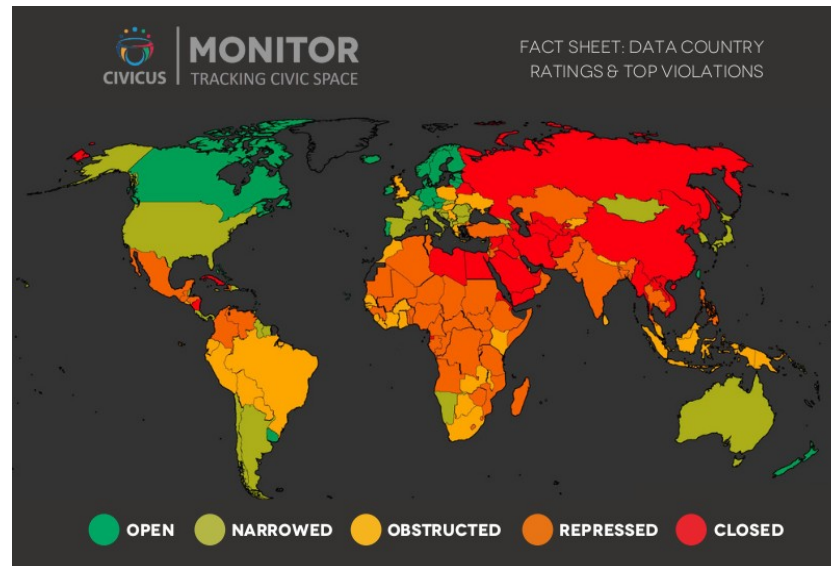 CIVICUS
MONITOR
TRACKING CIVIC SPACE
FACT SHEET: DATA COUNTRY
RATINGS & TOP VIOLATIONS
OPEN
NARROWED
OBSTRUCTED
REPRESSED
CLOSED